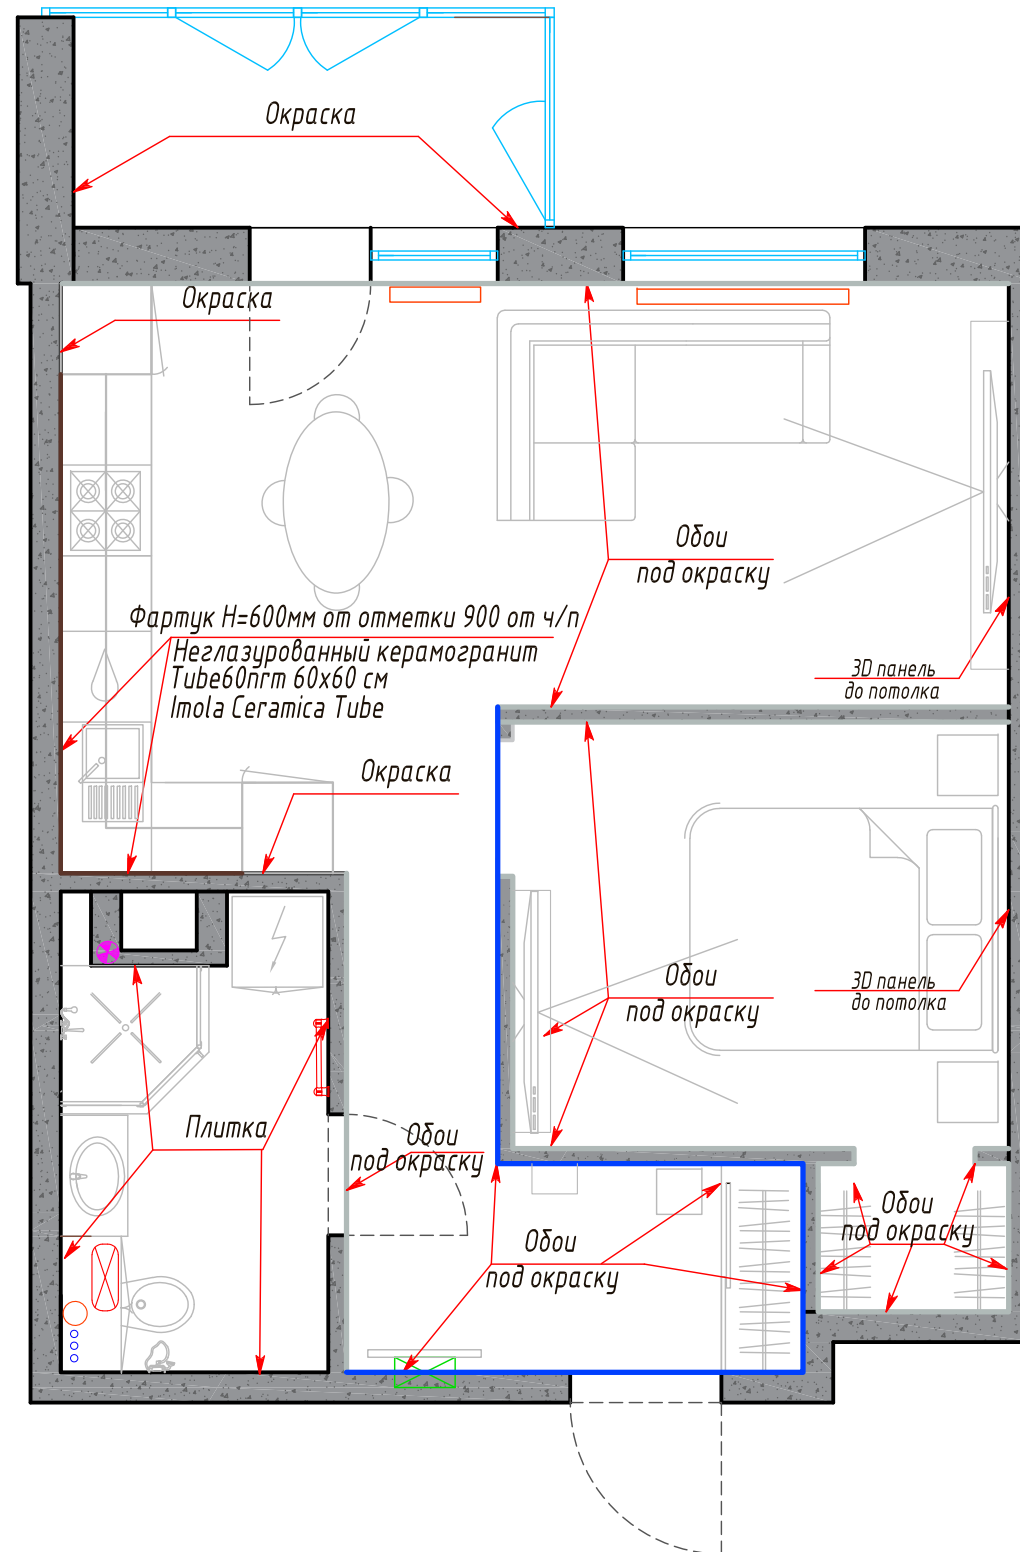 Окраска
Окраска
Обои
под окраску
Фартук Н=600мм от отметки 900 от ч/п
Неглазурованный керамогранит
Tube60nrm 60x60 см
Imola Ceramica Tube
3D панель
до потолка
Окраска
Обои
под окраску
3D панель
до потолка
Плитка
Обои
под окраску
Обои
под окраску
Обои
под окраску